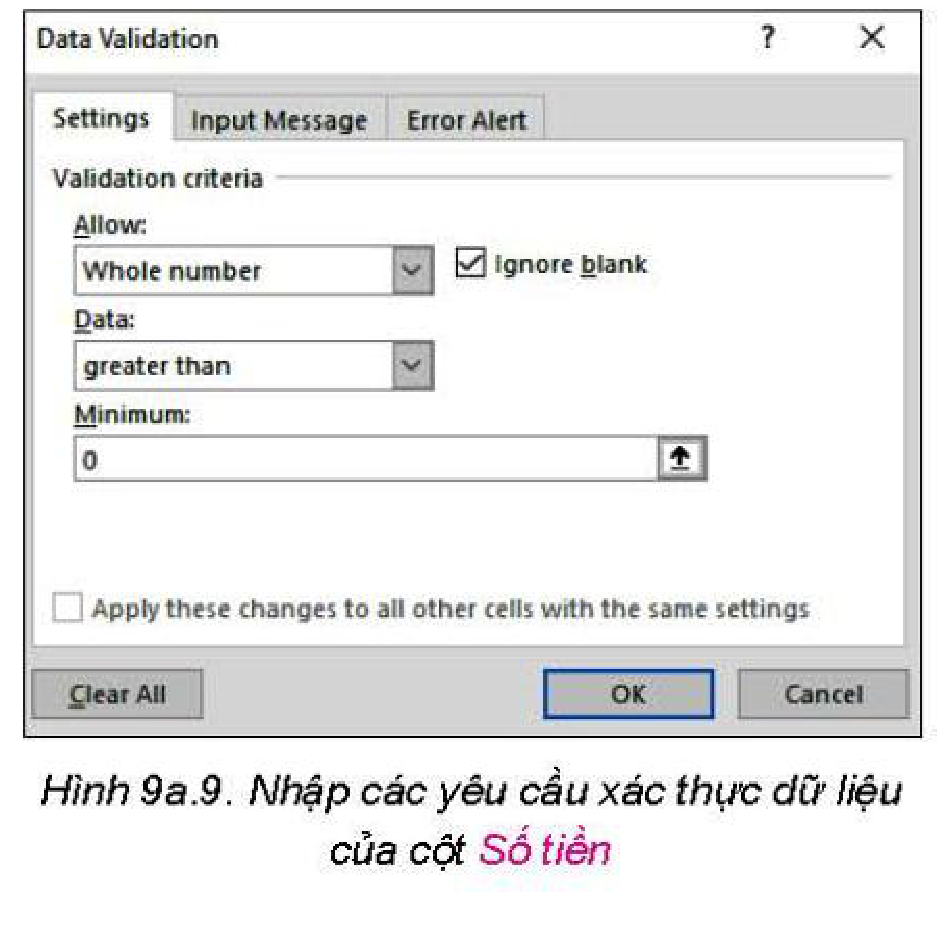 Data Validation ?
Settings Input Message Error Alert
Validation criteria
Allow:
Whole number Ignore blank
Data:
greater than
Minimum:
0
Apply these changes to all other cells with the same settings
Clear All OK Cancel
Hình 9a.9. Nhập các yêu cầu xác thực dữ liệu
của cột Số tiền